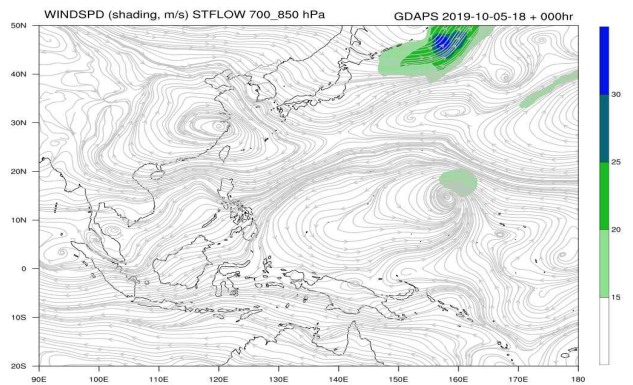 WINDSPD (shading, m/s) STFLOW 700_850 hPa
GDAPS 2019-10-05-18 + 000hr
50N
40N
30N
20N
10N
0
10S
20S
90E 100E 110E 120E 130E 140E 150E 160E 170E 180
30
25
20
15